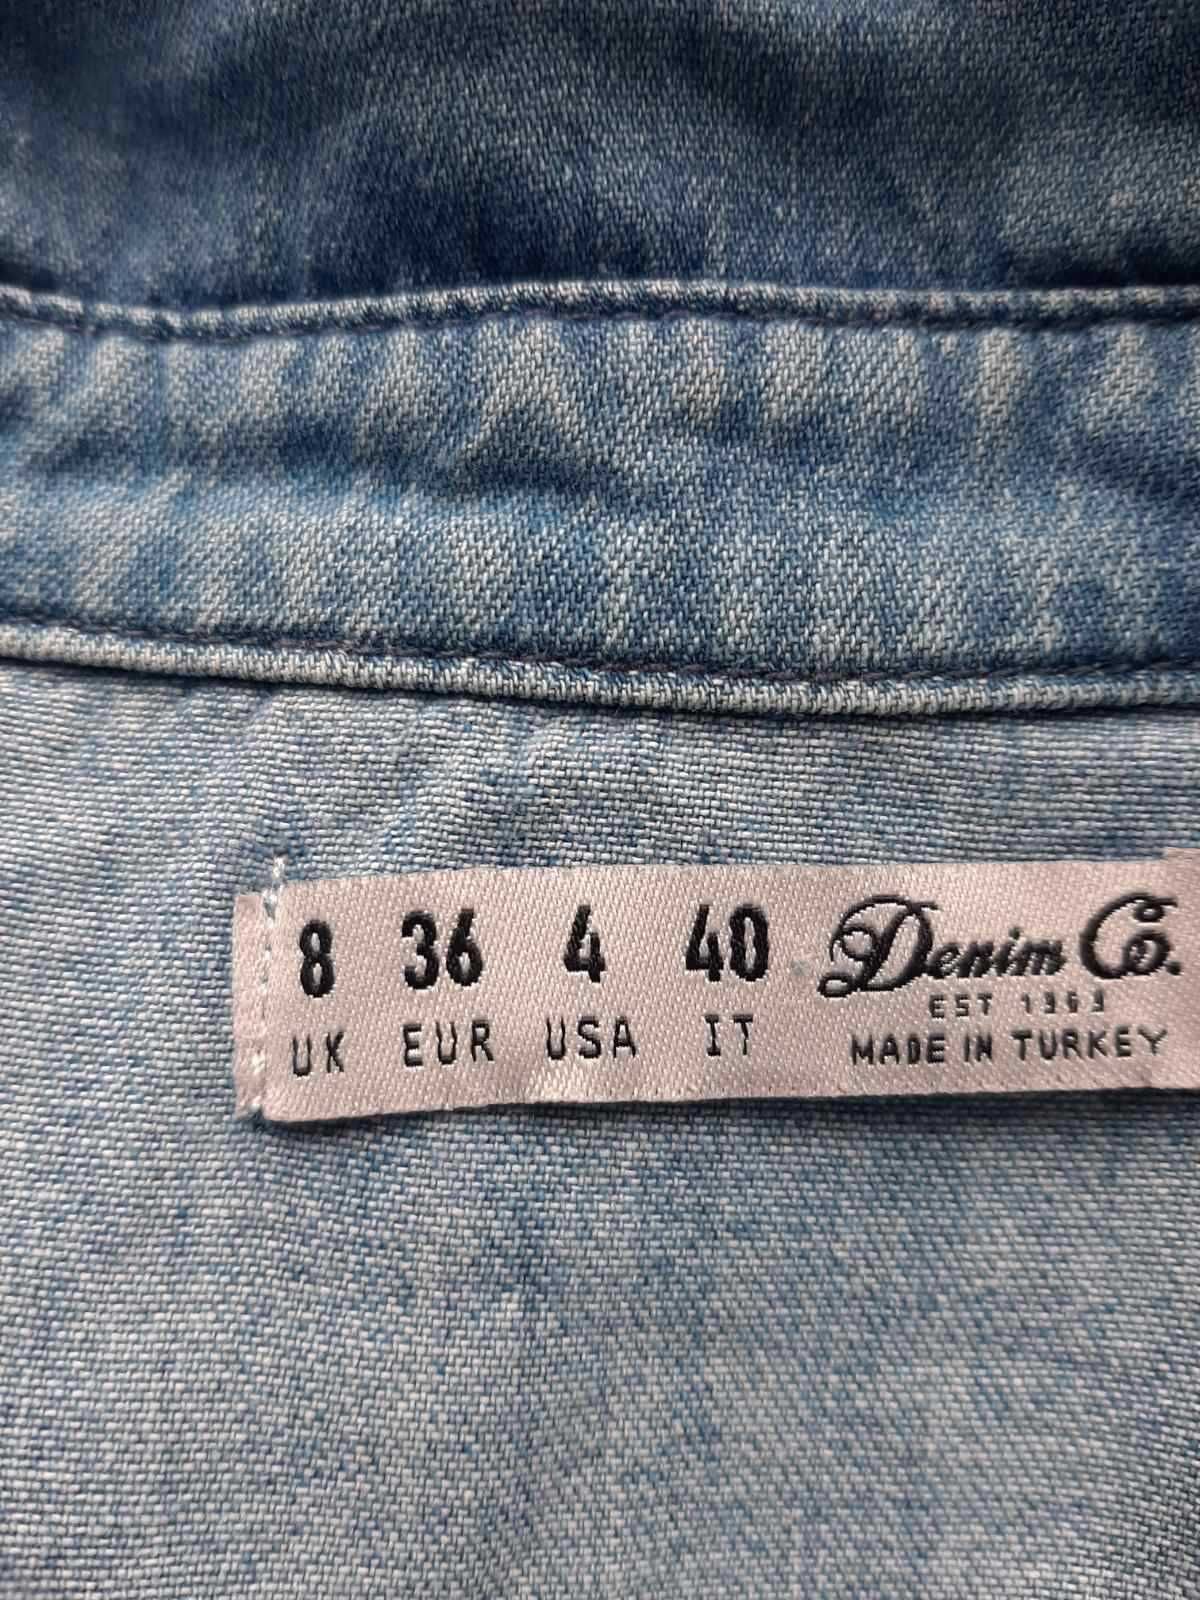 8 36 4 40
UK EUR USA IT
Denim Co.
EST 1969
MADE IN TURKEY